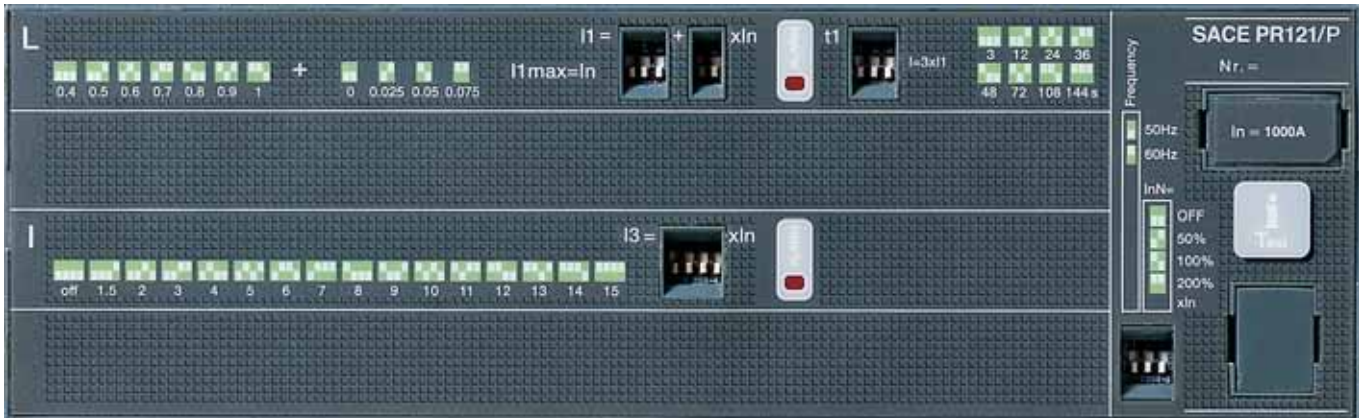 L
I1 =
+
xIn
t1
I1max=In
I=3xI1
0.4 0.5 0.6 0.7 0.8 0.9 1
+
0 0.025 0.05 0.075
3 12 24 36
48 72 108 144 s
Frequency
50Hz
60Hz
InN=
OFF
50%
100%
200%
xIn
SACE PR121/P
Nr. =
In = 1000A
i
Test
I
I3 =
xIn
off 1.5 2 3 4 5 6 7 8 9 10 11 12 13 14 15